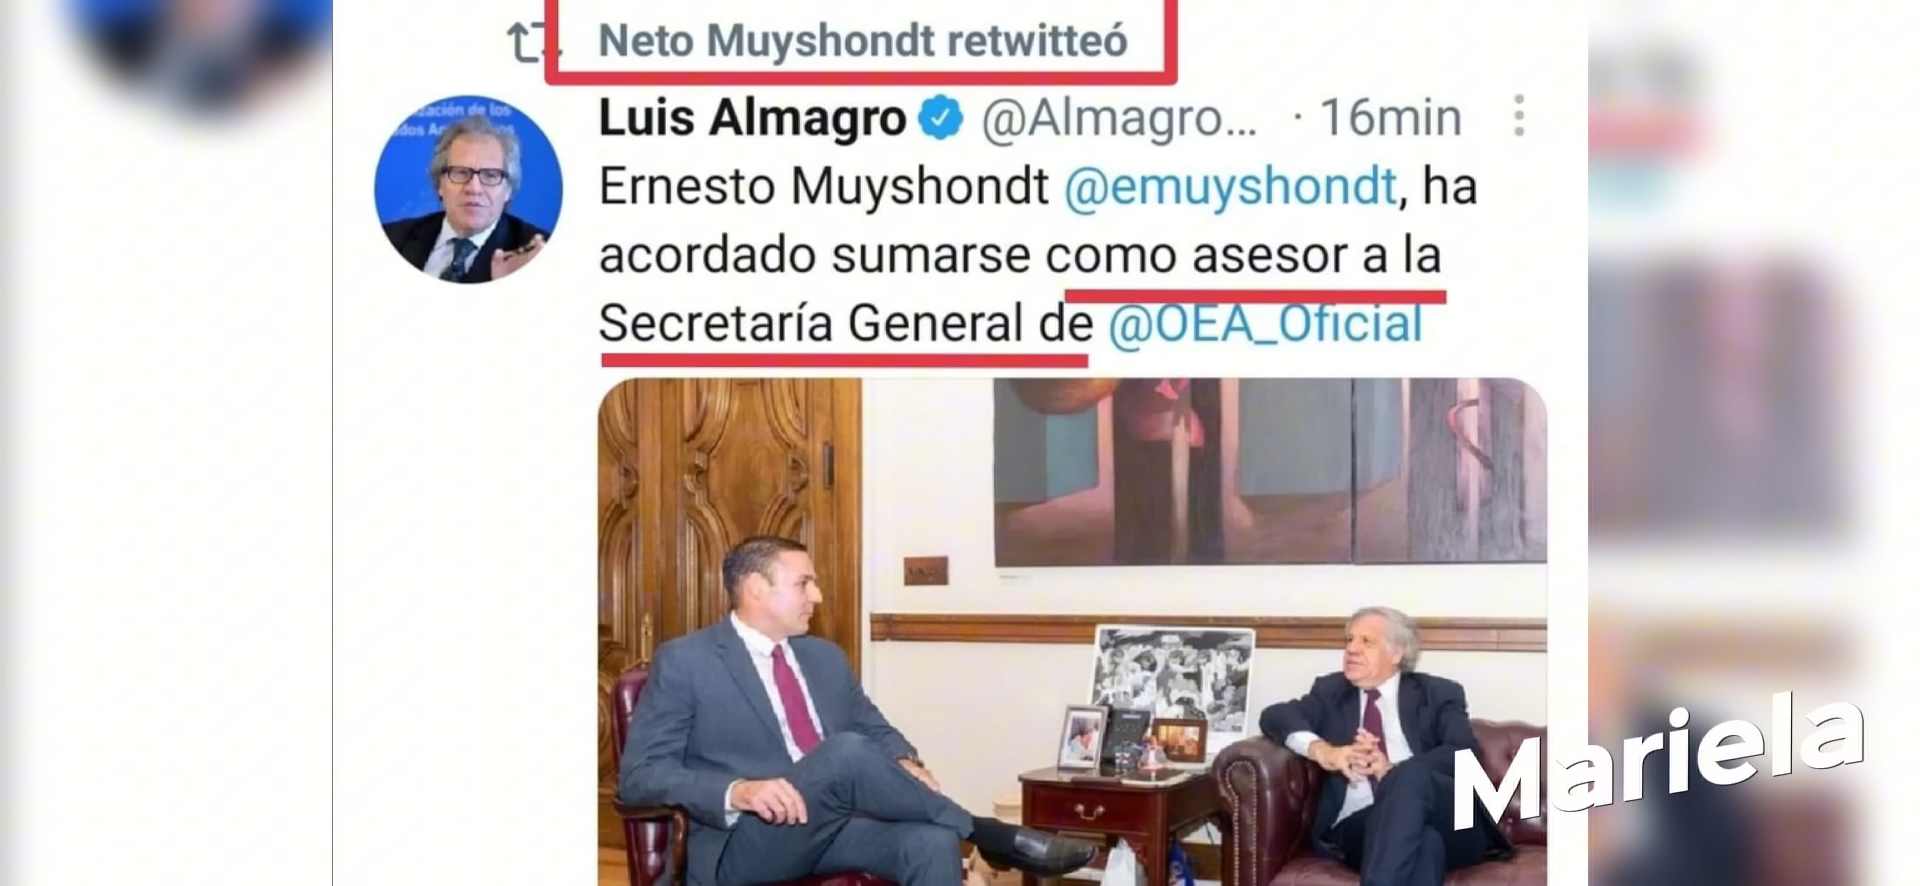 Neto Muyshondt retwitteó
Luis Almagro @Almagro... · 16min
Ernesto Muyshondt @emuyshondt, ha
acordado sumarse como asesor a la
Secretaría General de @OEA_Oficial
Mariela